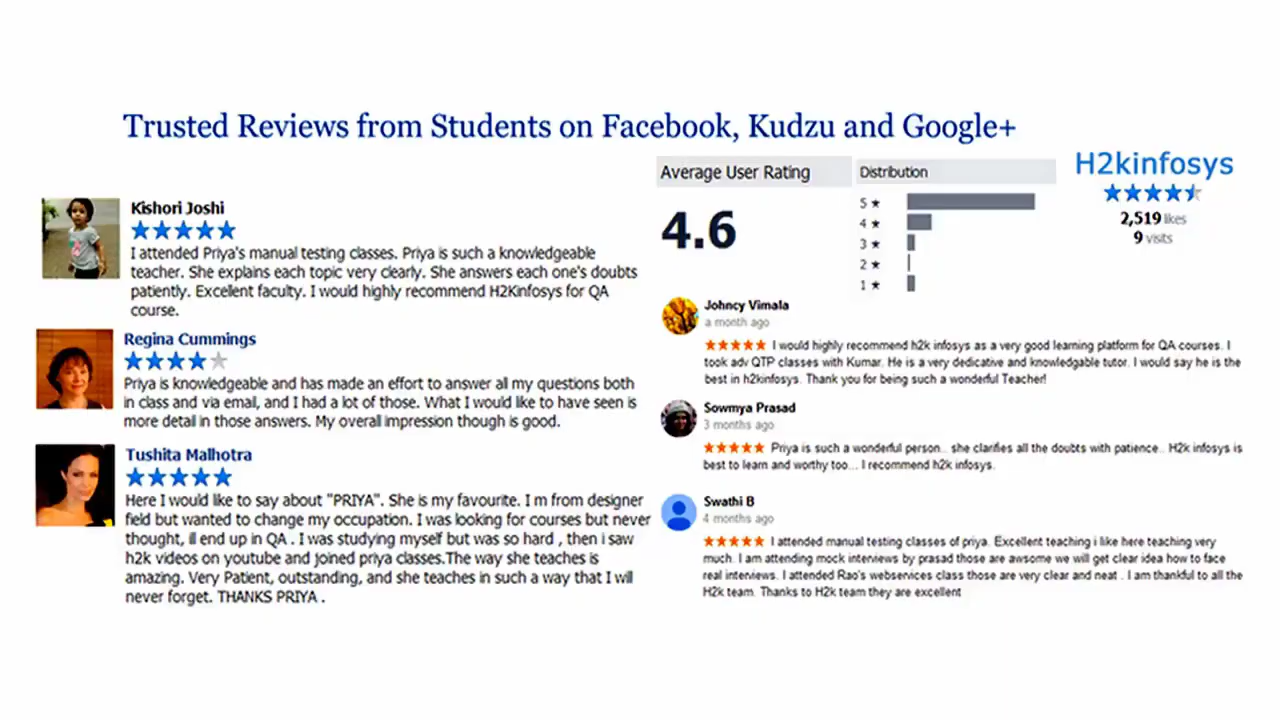 Trusted Reviews from Students on Facebook, Kudzu and Google+
Kishori Joshi
I attended Priya's manual testing classes. Priya is such a knowledgeable
teacher. She explains each topic very clearly. She answers each one's doubts
patiently. Excellent faculty. I would highly recommend H2Kinfosys for QA
course.
Regina Cummings
Priya is knowledgeable and has made an effort to answer all my questions both
in class and via email, and I had a lot of those. What I would like to have seen is
more detail in those answers. My overall impression though is good.
Tushita Malhotra
Here I would like to say about "PRIYA". She is my favourite. I m from designer
field but wanted to change my occupation. I was looking for courses but never
thought, ill end up in QA . I was studying myself but was so hard , then i saw
h2k videos on youtube and joined priya classes.The way she teaches is
amazing. Very Patient, outstanding, and she teaches in such a way that I will
never forget. THANKS PRIYA .
Average User Rating
4.6
Distribution
5 ★
4 ★
3 ★
2 ★
1 ★
H2kinfosys
2,519 likes
9 visits
Johncy Vimala
a month ago
I would highly recommend h2k infosys as a very good learning platform for QA courses. I
took adv QTP classes with Kumar. He is a very dedicative and knowledgable tutor. I would say he is the
best in h2kinfosys. Thank you for being such a wonderful Teacher!
Sowmya Prasad
3 months ago
Priya is such a wonderful person.. she clarifies all the doubts with patience.. H2k infosys is
best to learn and worthy too... I recommend h2k infosys.
Swathi B
4 months ago
I attended manual testing classes of priya. Excellent teaching i like here teaching very
much. I am attending mock interviews by prasad those are awsome we will get clear idea how to face
real interviews. I attended Rao's webservices class those are very clear and neat . I am thankful to all the
H2k team. Thanks to H2k team they are excellent